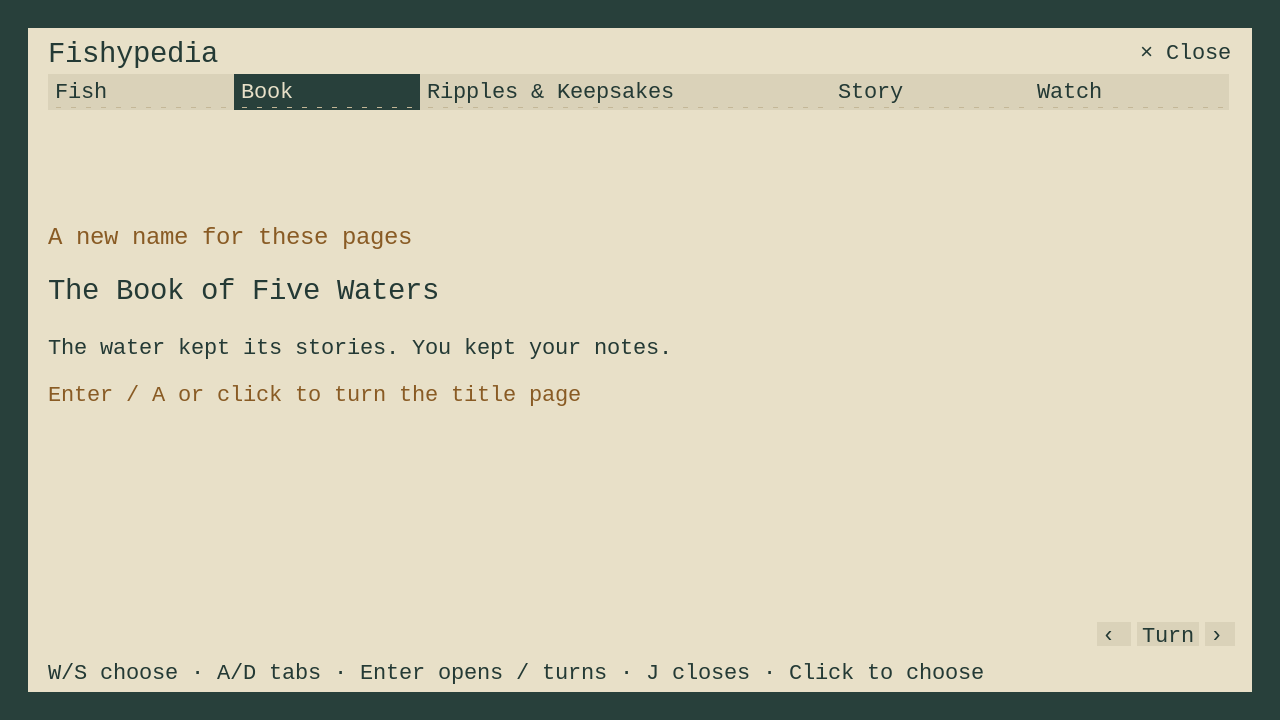 Fishypedia
× Close
Fish Book Ripples & Keepsakes Story Watch
A new name for these pages
The Book of Five Waters
The water kept its stories. You kept your notes.
Enter / A or click to turn the title page
‹ Turn ›
W/S choose · A/D tabs · Enter opens / turns · J closes · Click to choose